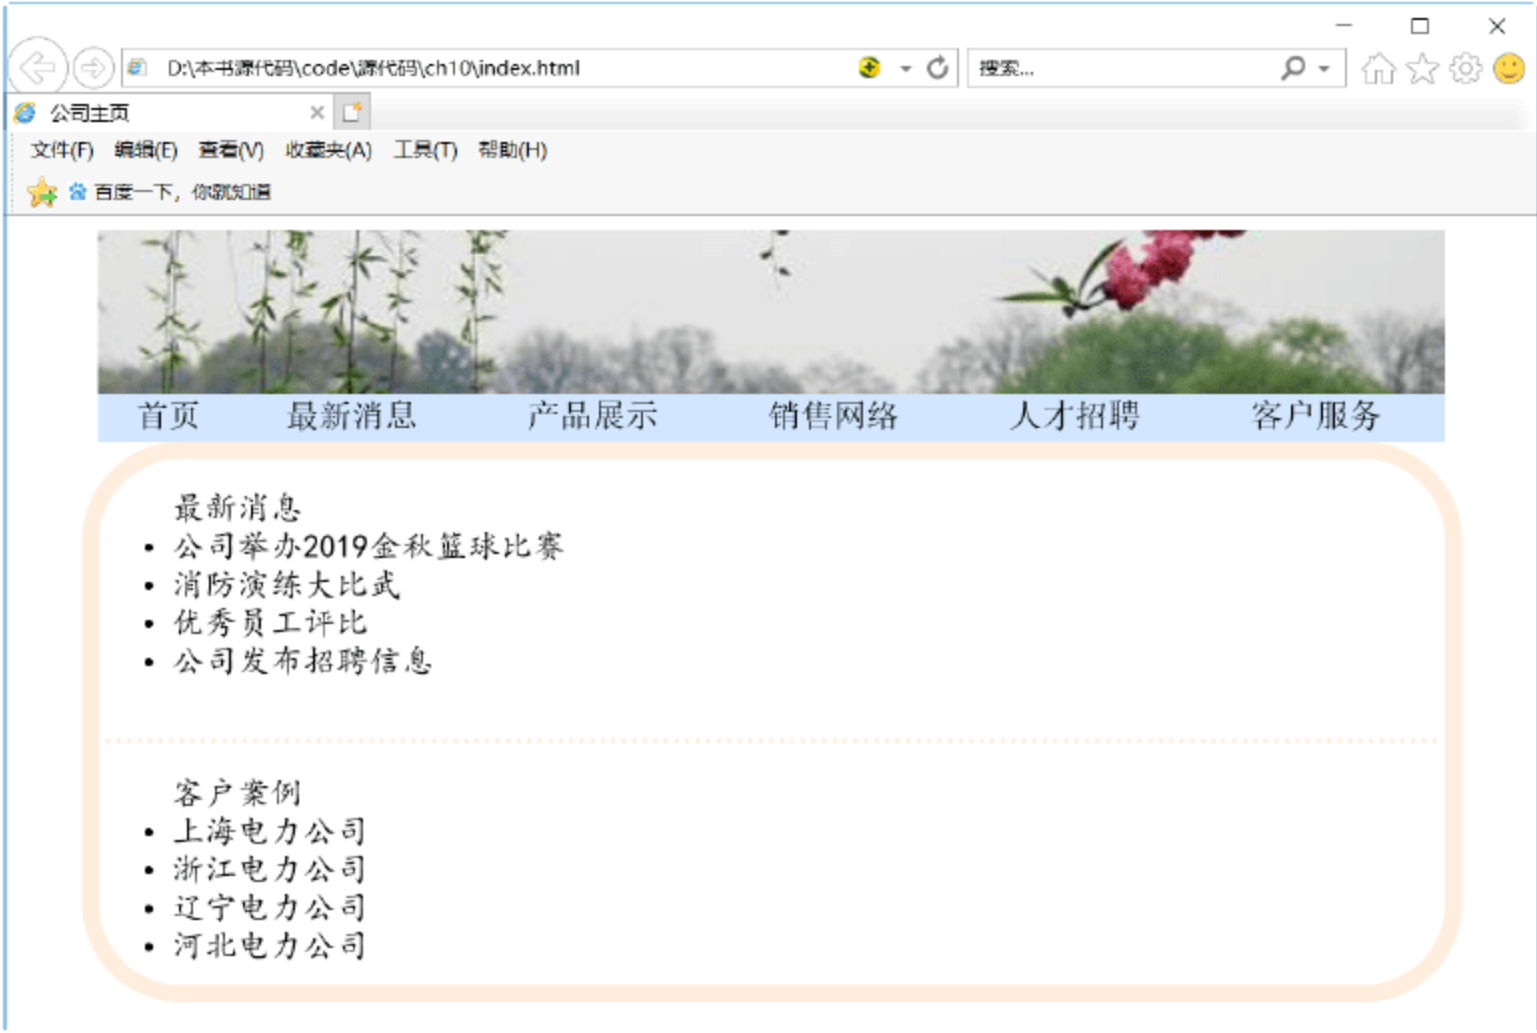 D:\本书源代码\code\源代码\ch10\index.html
搜索...
公司主页
文件(F) 编辑(E) 查看(V) 收藏夹(A) 工具(T) 帮助(H)
百度一下，你就知道
首页 最新消息 产品展示 销售网络 人才招聘 客户服务
最新消息
• 公司举办2019金秋篮球比赛
• 消防演练大比武
• 优秀员工评比
• 公司发布招聘信息
客户案例
• 上海电力公司
• 浙江电力公司
• 辽宁电力公司
• 河北电力公司